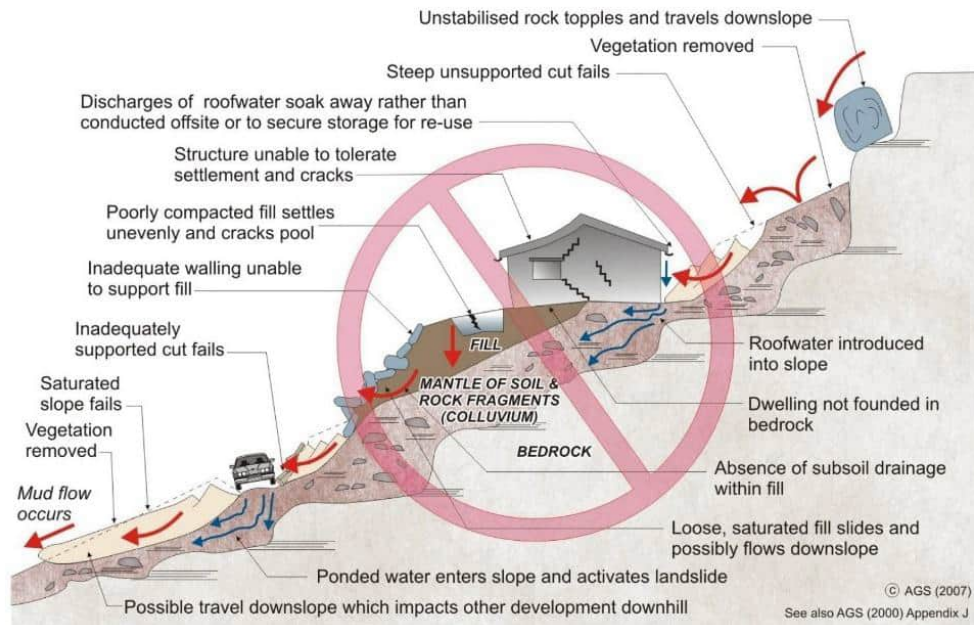 Unstabilised rock topples and travels downslope
Vegetation removed
Steep unsupported cut fails
Discharges of roofwater soak away rather than
conducted offsite or to secure storage for re-use
Structure unable to tolerate
settlement and cracks
Poorly compacted fill settles
unevenly and cracks pool
Inadequate walling unable
to support fill
Inadequately
supported cut fails
Saturated
slope fails
Vegetation
removed
Mud flow
occurs
FILL
MANTLE OF SOIL &
ROCK FRAGMENTS
(COLLUVIUM)
BEDROCK
Roofwater introduced
into slope
Dwelling not founded in
bedrock
Absence of subsoil drainage
within fill
Loose, saturated fill slides and
possibly flows downslope
Ponded water enters slope and activates landslide
Possible travel downslope which impacts other development downhill
© AGS (2007)
See also AGS (2000) Appendix J